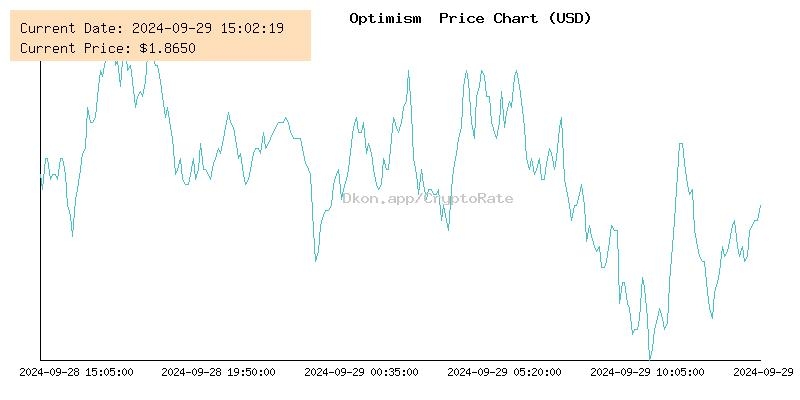 Optimism Price Chart (USD)
Current Date: 2024-09-29 15:02:19
Current Price: $1.8650
Okon.app/CryptoRate
2024-09-28 15:05:00 2024-09-28 19:50:00 2024-09-29 00:35:00 2024-09-29 05:20:00 2024-09-29 10:05:00 2024-09-29